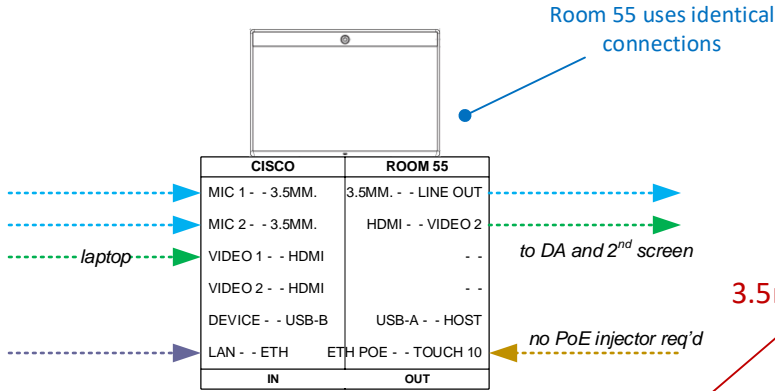 Room 55 uses identical
connections
CISCO ROOM 55
MIC 1 - - 3.5MM. 3.5MM. - - LINE OUT
MIC 2 - - 3.5MM. HDMI - - VIDEO 2
laptop VIDEO 1 - - HDMI - - to DA and 2nd screen
VIDEO 2 - - HDMI - -
3.5
DEVICE - - USB-B USB-A - - HOST
LAN - - ETH ETH POE - - TOUCH 10 no PoE injector req'd
IN OUT